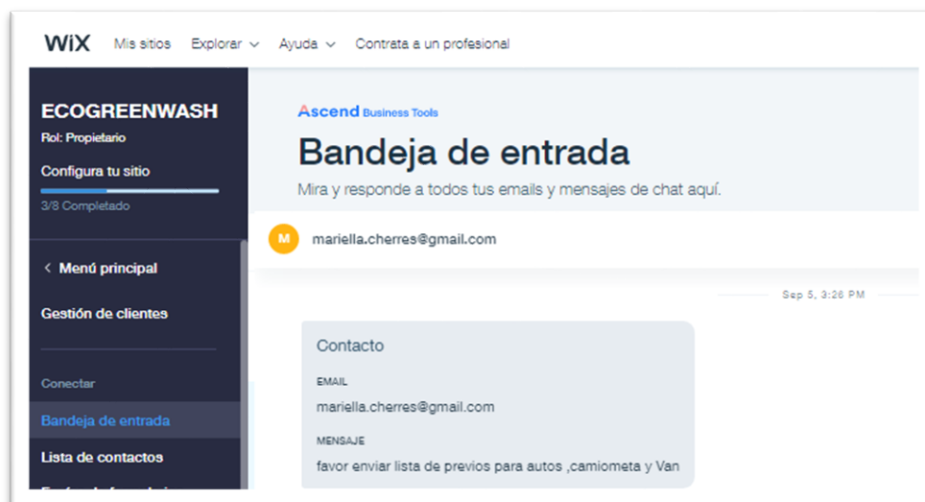 WiX Mis sitios Explorar Ayuda Contrata a un profesional
ECOGREENWASH
Rol: Propietario
Configura tu sitio
3/8 Completado
< Menú principal
Gestión de clientes
Conectar
Bandeja de entrada
Lista de contactos
Ascend Business Tools
Bandeja de entrada
Mira y responde a todos tus emails y mensajes de chat aquí.
M mariella.cherres@gmail.com
Sep 5, 3:26 PM
Contacto
EMAIL
mariella.cherres@gmail.com
MENSAJE
favor enviar lista de previos para autos ,camiometa y Van